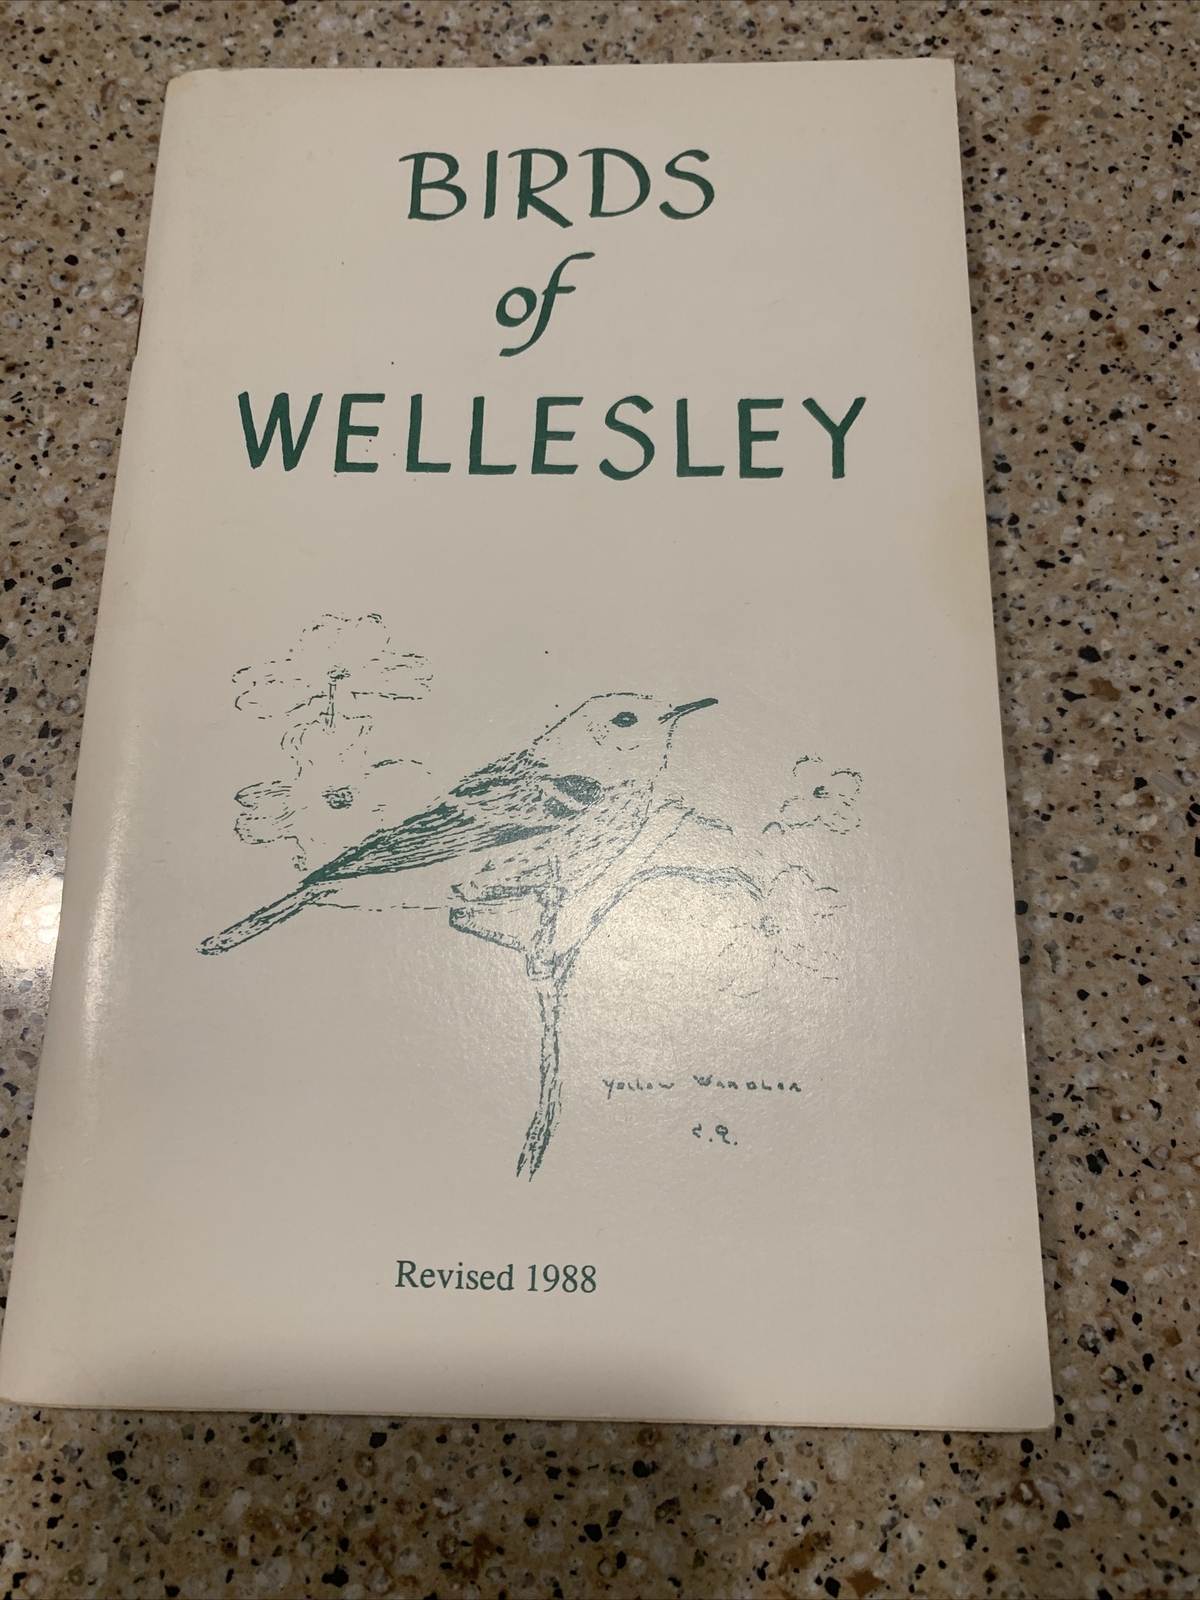 BIRDS
of
WELLESLEY
Yellow Warbler
C.Q.
Revised 1988